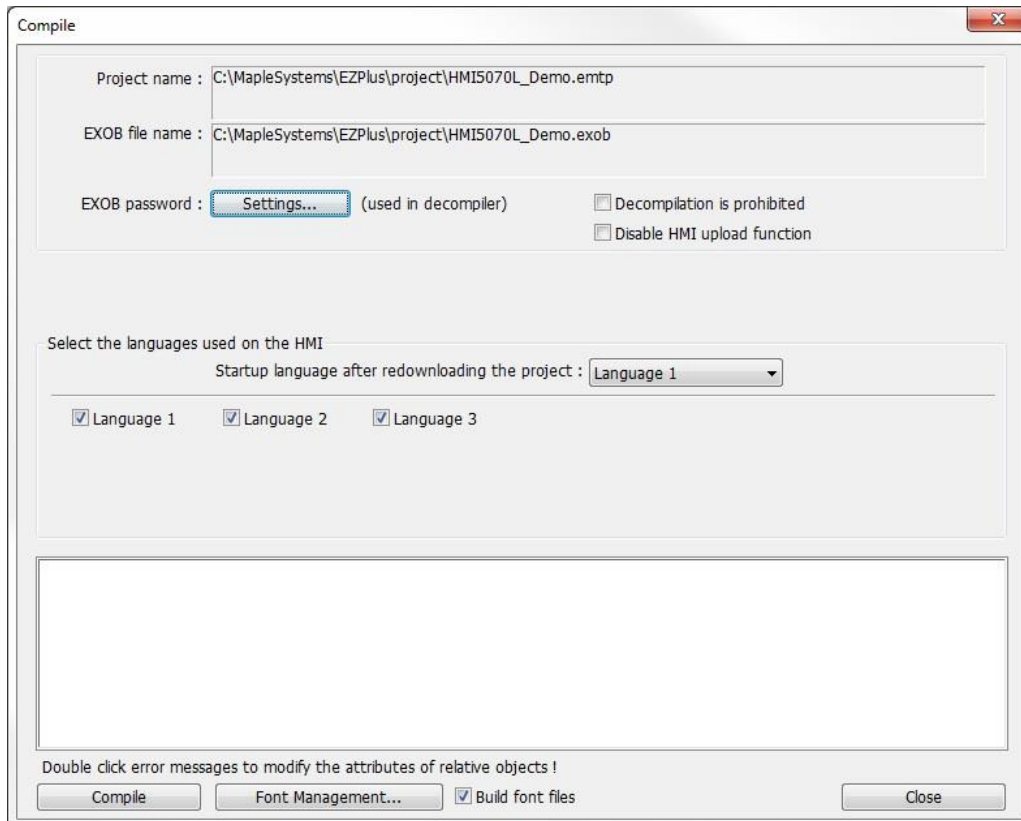 Compile
Project name : C:\MapleSystems\EZPlus\project\HMI5070L_Demo.emtp
EXOB file name : C:\MapleSystems\EZPlus\project\HMI5070L_Demo.exob
EXOB password : Settings... (used in decompiler) Decompilation is prohibited
Disable HMI upload function
Select the languages used on the HMI
Startup language after redownloading the project : Language 1
Language 1 Language 2 Language 3
Double click error messages to modify the attributes of relative objects !
Compile Font Management... Build font files Close